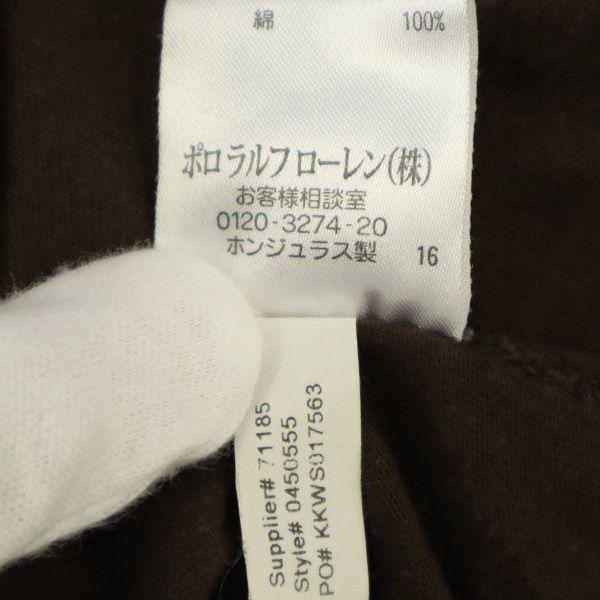 綿 100%
ポロ ラルフ ローレン(株)
お客様相談室
0120-3274-20
ホンジュラス製 16
Supplier# 71185
Style# 0450555
PO# KKWS017563